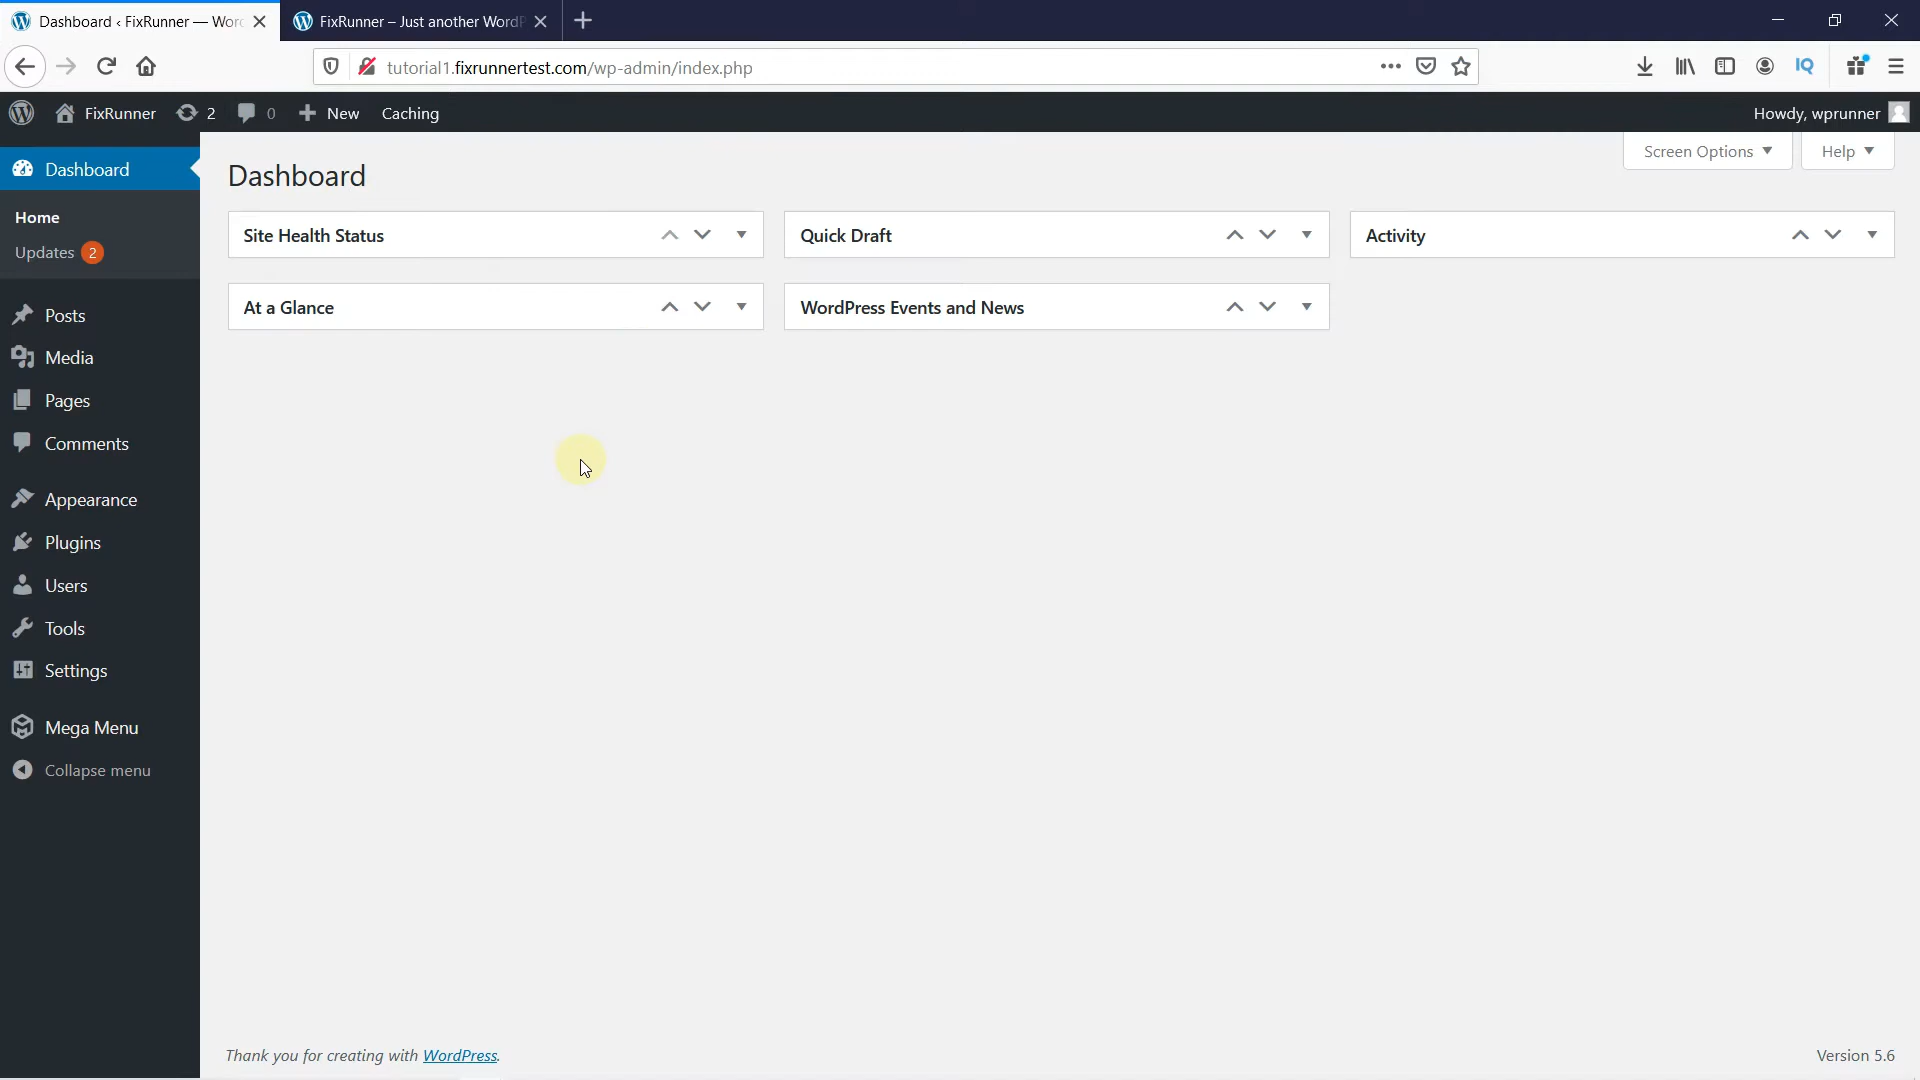 Dashboard ‹ FixRunner — Wor
FixRunner – Just another WordP
tutorial1.fixrunnertest.com/wp-admin/index.php
IQ
FixRunner
2
0
New
Caching
Howdy, wprunner
Dashboard
Home
Updates 2
Posts
Media
Pages
Comments
Appearance
Plugins
Users
Tools
Settings
Mega Menu
Collapse menu
Screen Options
Help
Dashboard
Site Health Status
Quick Draft
Activity
At a Glance
WordPress Events and News
Thank you for creating with WordPress.
Version 5.6